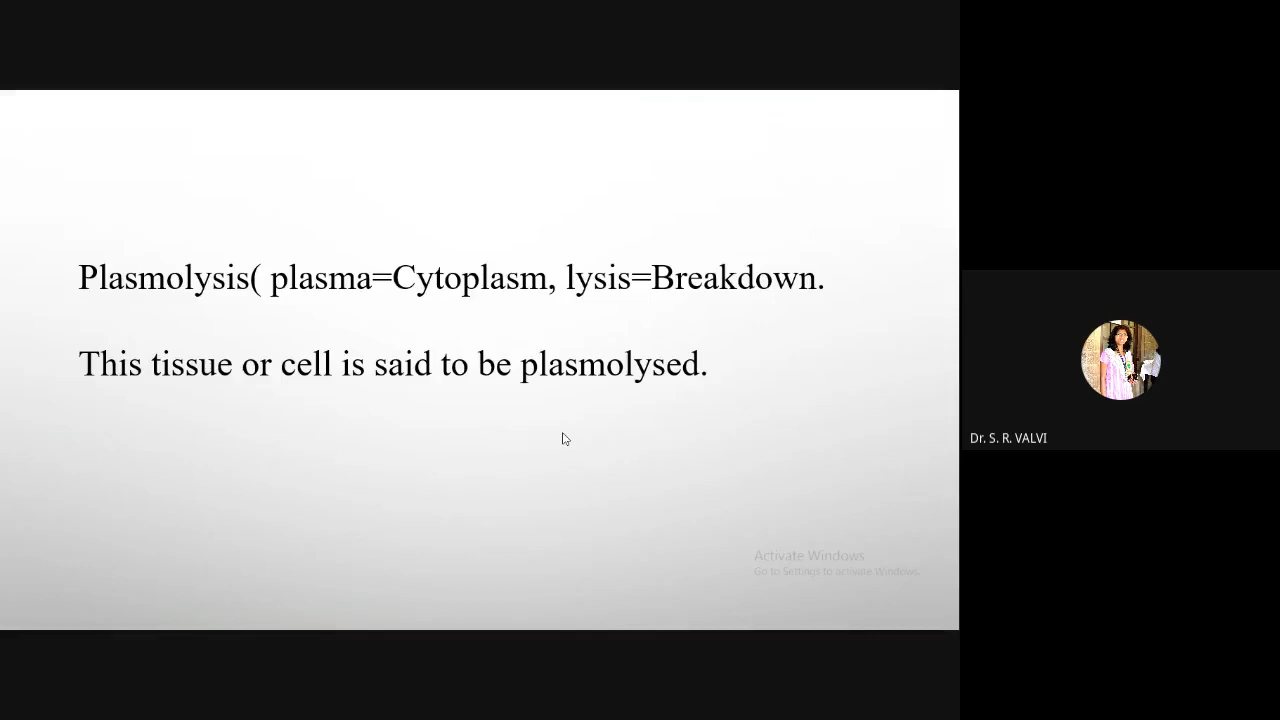 Plasmolysis( plasma=Cytoplasm, lysis=Breakdown.
This tissue or cell is said to be plasmolysed.
Dr. S. R. VALVI
Activate Windows
Go to Settings to activate Windows.